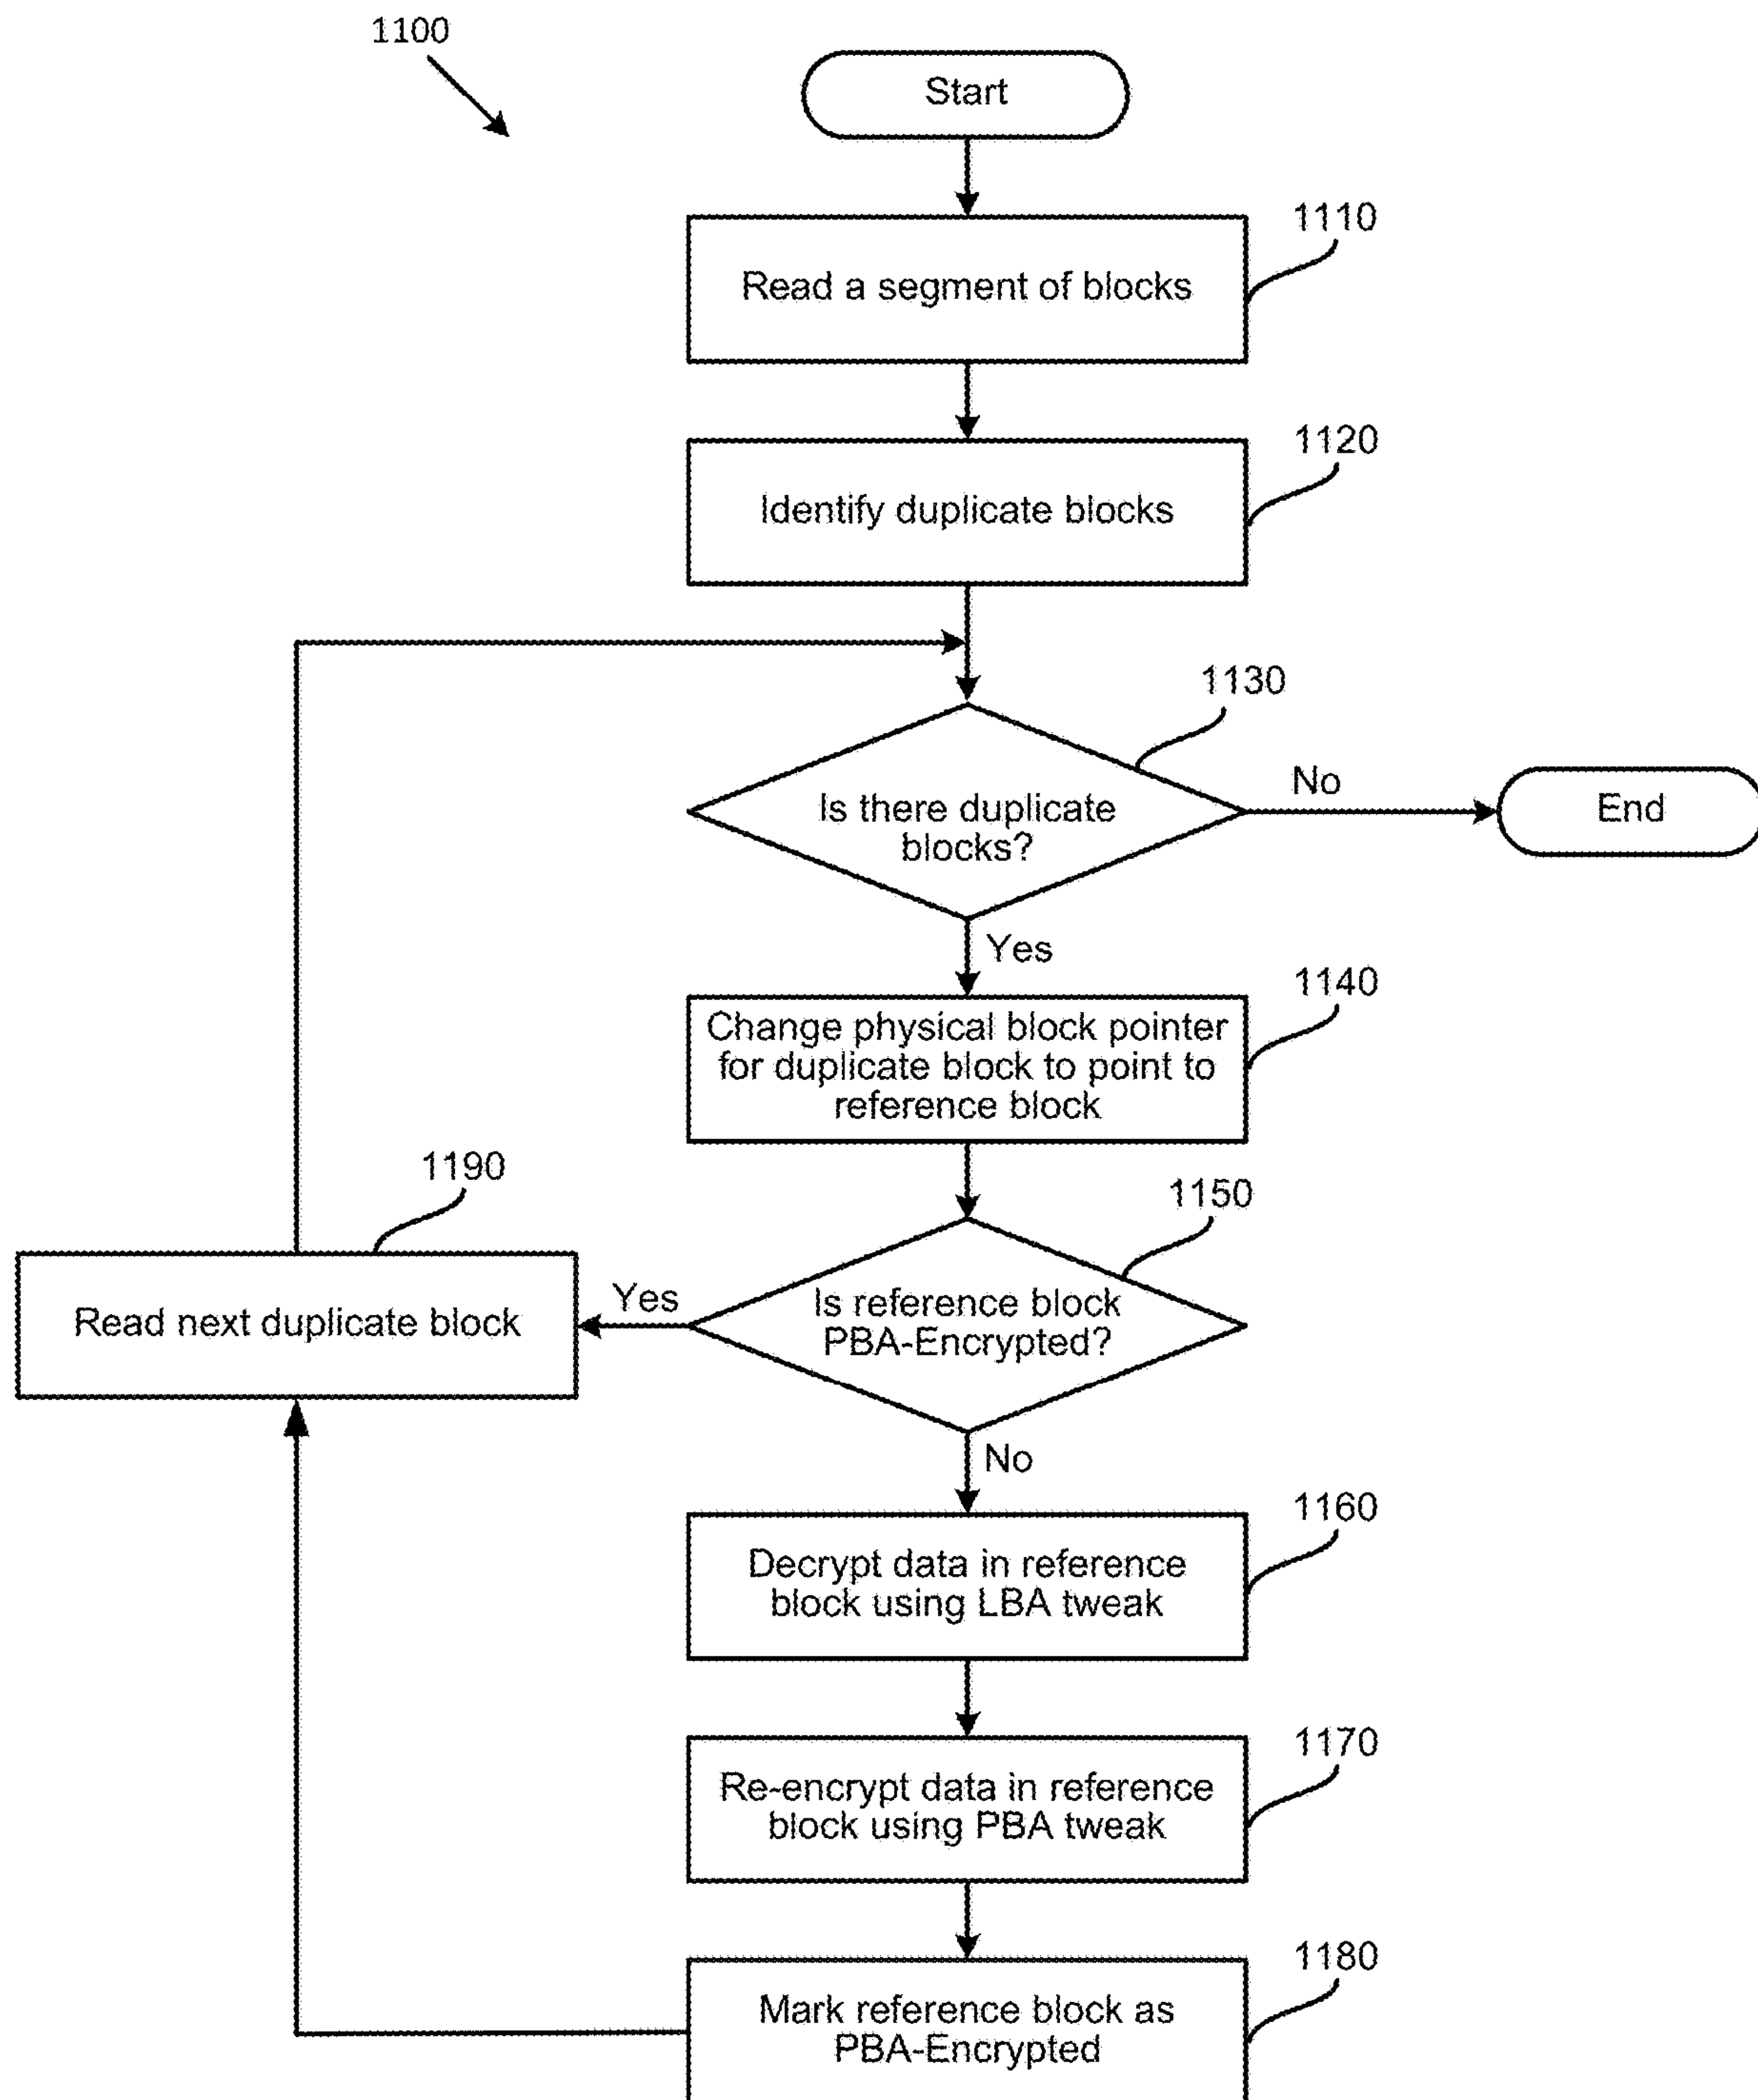 1100
Start
1110
Read a segment of blocks
1120
Identify duplicate blocks
1130
Is there duplicate
blocks?
No
End
Yes
1140
Change physical block pointer
for duplicate block to point to
reference block
1190
1150
Read next duplicate block
Yes
Is reference block
PBA-Encrypted?
No
1160
Decrypt data in reference
block using LBA tweak
1170
Re-encrypt data in reference
block using PBA tweak
1180
Mark reference block as
PBA-Encrypted